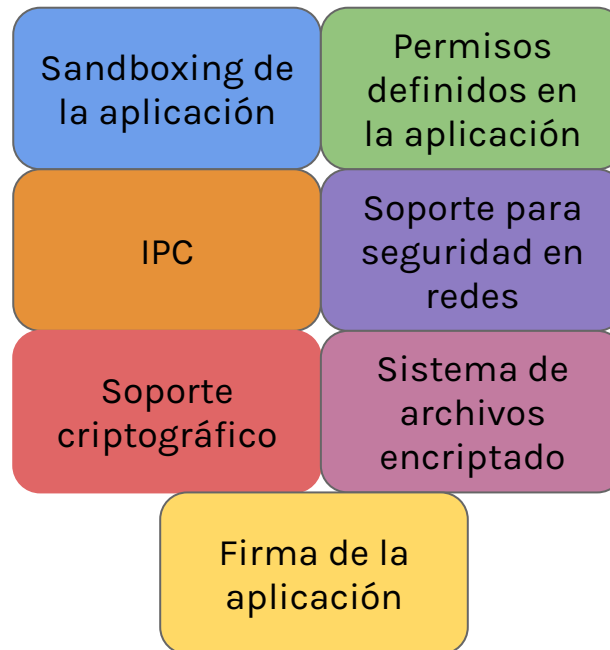 Sandboxing de
la aplicación
Permisos
definidos en
la aplicación
IPC
Soporte para
seguridad en
redes
Soporte
criptográfico
Sistema de
archivos
encriptado
Firma de la
aplicación